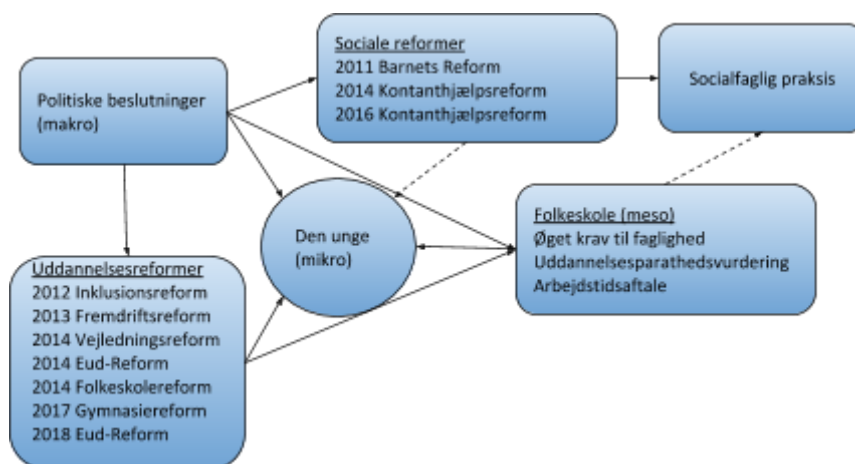 Politiske beslutninger
(makro)
Sociale reformer
2011 Barnets Reform
2014 Kontanthjælpsreform
2016 Kontanthjælpsreform
Socialfaglig praksis
Den unge
(mikro)
Folkeskole (meso)
Øget krav til faglighed
Uddannelsesparathedsvurdering
Arbejdstidsaftale
Uddannelsesreformer
2012 Inklusionsreform
2013 Fremdriftsreform
2014 Vejledningsreform
2014 Eud-Reform
2014 Folkeskolereform
2017 Gymnasiereform
2018 Eud-Reform